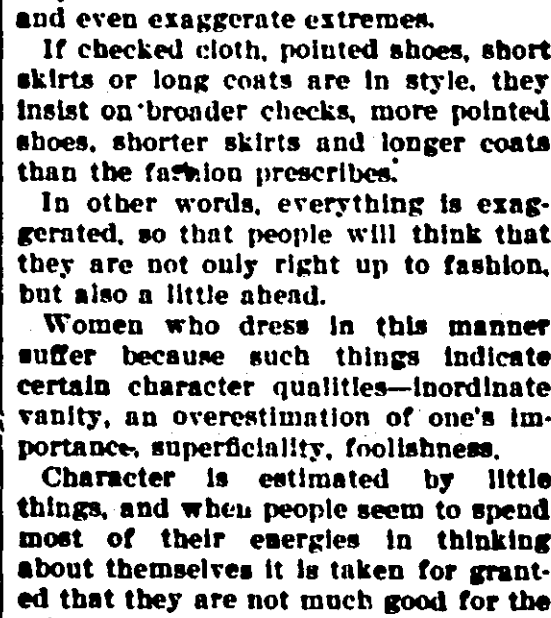 and even exaggerate extremes.
If checked cloth, pointed shoes, short
skirts or long coats are in style, they
insist on broader checks, more pointed
shoes, shorter skirts and longer coats
than the fashion prescribes.
In other words, everything is exag-
gerated, so that people will think that
they are not only right up to fashion,
but also a little ahead.
Women who dress in this manner
suffer because such things indicate
certain character qualities—inordinate
vanity, an overestimation of one's im-
portance, superficiality, foolishness.
Character is estimated by little
things, and when people seem to spend
most of their energies in thinking
about themselves it is taken for grant-
ed that they are not much good for the